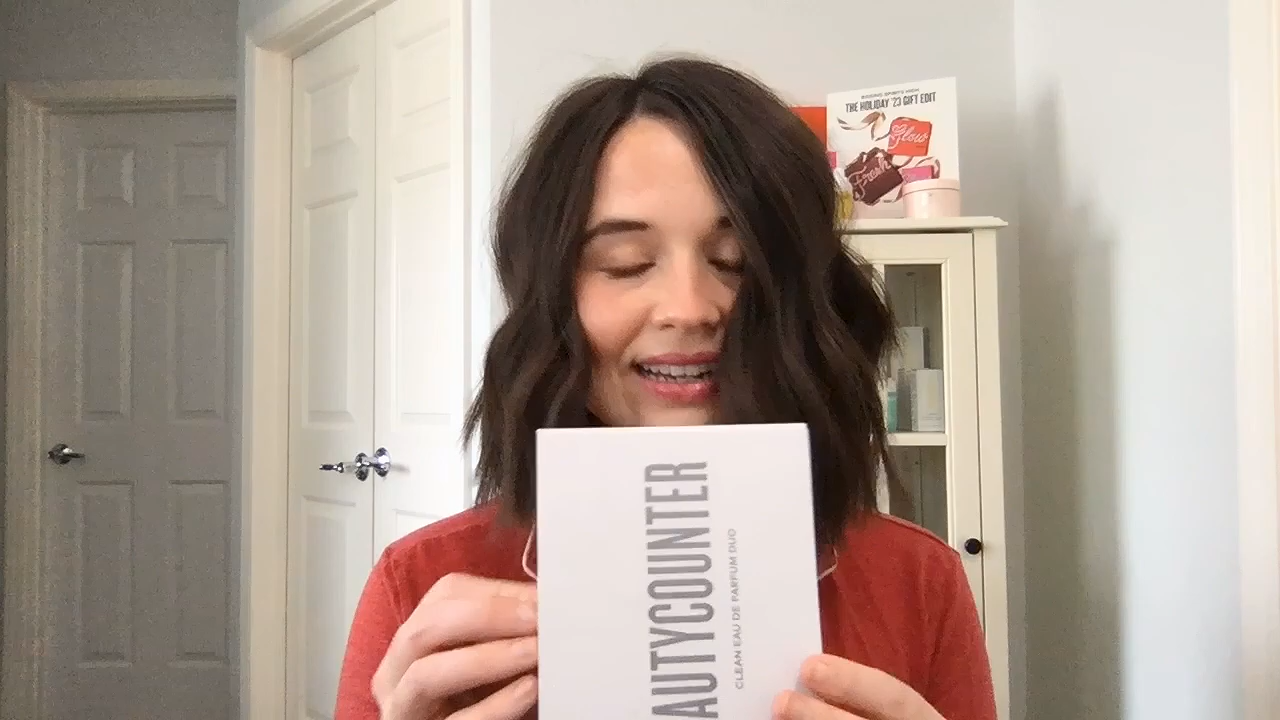 THE HOLIDAY '23 GIFT EDIT
Glow
Fresh
AUTYCOUNTER
CLEAN EAU DE PARFUM DUO